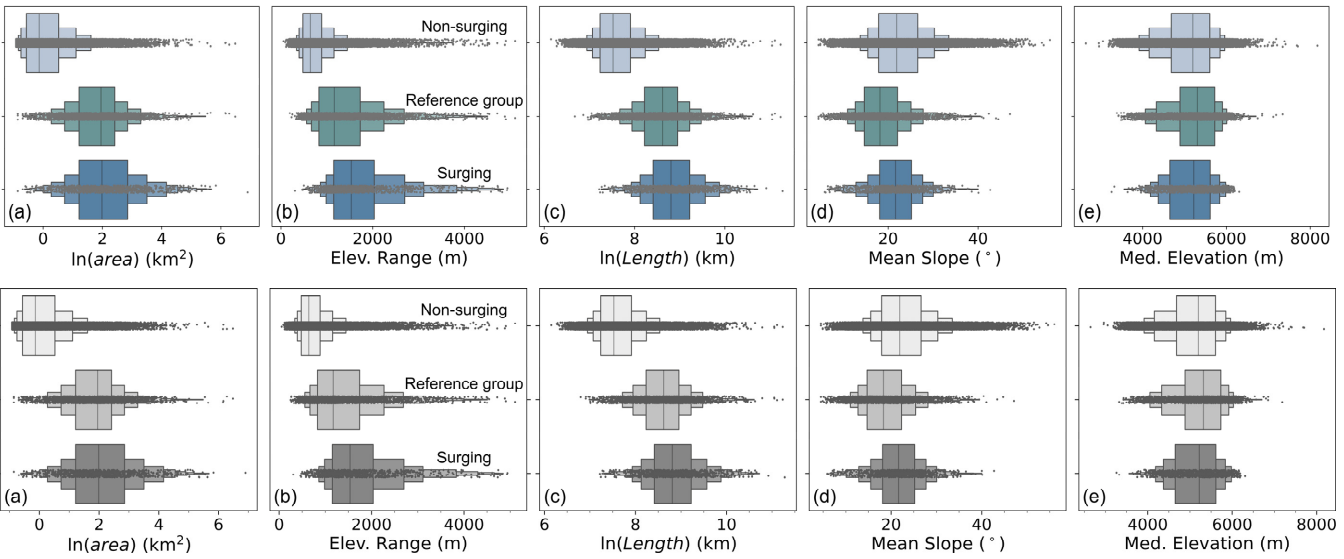 Non-surging
Reference group
Surging
(a) (b) (c) (d) (e)
0 2 4 6 0 2000 4000 6 8 10 20 40 4000 6000 8000
ln(area) (km²) Elev. Range (m) ln(Length) (km) Mean Slope (°) Med. Elevation (m)
Non-surging
Reference group
Surging
(a) (b) (c) (d) (e)
0 2 4 6 0 2000 4000 6 8 10 20 40 4000 6000 8000
ln(area) (km²) Elev. Range (m) ln(Length) (km) Mean Slope (°) Med. Elevation (m)